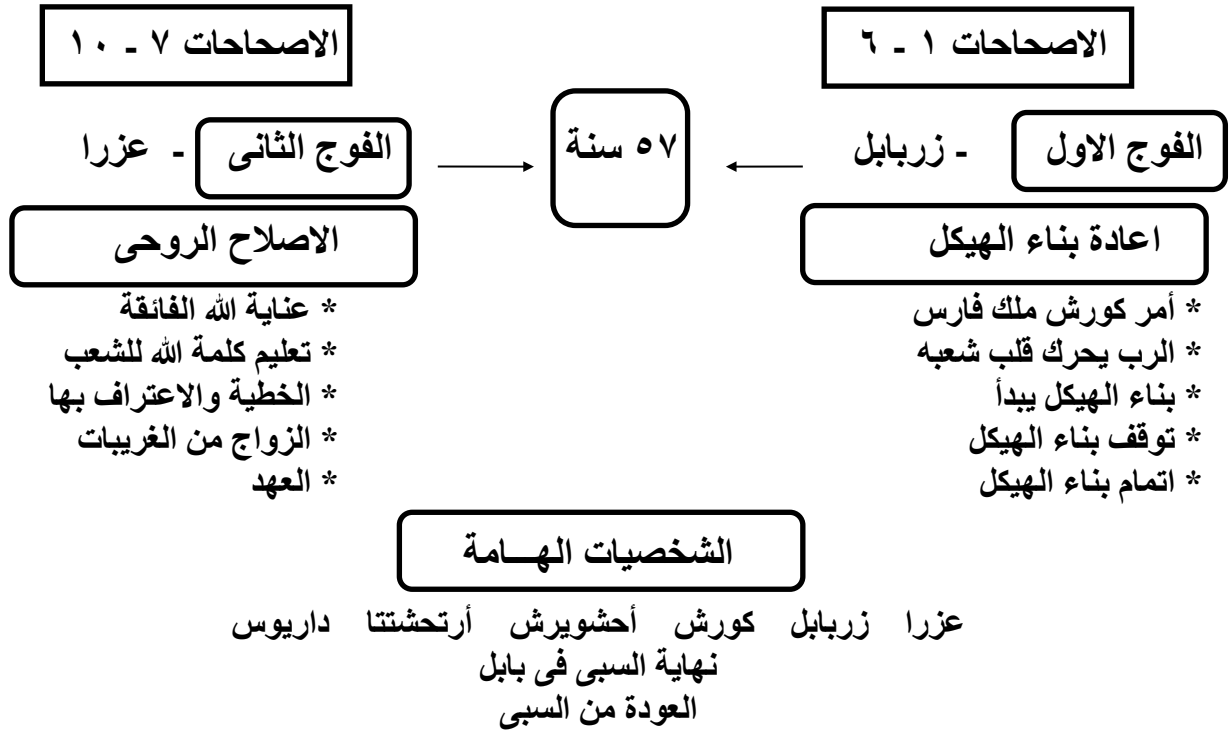 الاصحاحات ١ - ٦
الاصحاحات ٧ - ١٠
الفوج الاول - زربابل
٥٧ سنة
الفوج الثانى - عزرا
اعادة بناء الهيكل
الاصلاح الروحى
* أمر كورش ملك فارس
* الرب يحرك قلب شعبه
* بناء الهيكل يبدأ
* توقف بناء الهيكل
* اتمام بناء الهيكل
* عناية الله الفائقة
* تعليم كلمة الله للشعب
* الخطية والاعتراف بها
* الزواج من الغريبات
* العهد
الشخصيات الهـــامة
عزرا زربابل كورش أحشويرش أرتحشتتا داريوس
نهاية السبى فى بابل
العودة من السبى